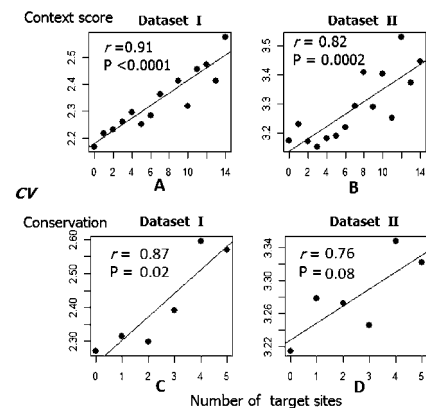 Context score
Dataset I
Dataset II
r=0.91
P <0.0001
r = 0.82
P = 0.0002
2.5
2.4
2.3
2.2
3.5
3.4
3.2
0 2 4 6 8 10 12 14
0 2 4 6 8 10 12 14
A
B
CV
Conservation
Dataset I
Dataset II
r = 0.87
P = 0.02
r = 0.76
P = 0.08
2.60
2.50
2.40
2.30
3.34
3.30
3.26
3.22
0 1 2 3 4 5
0 1 2 3 4 5
C
D
Number of target sites